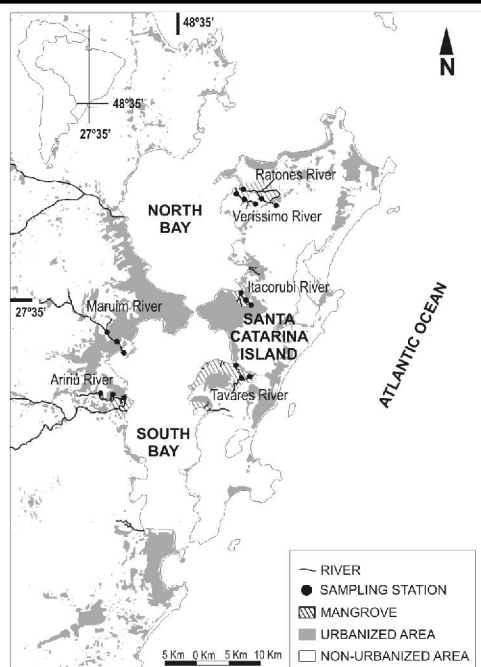 48°35'
N
48°35'
27°35'
Ratones River
NORTH
BAY
Veríssimo River
Itacorubi River
27°35'
Maruim River
SANTA
CATARINA
ISLAND
ATLANTIC OCEAN
Aririú River
Tavares River
SOUTH
BAY
RIVER
SAMPLING STATION
MANGROVE
URBANIZED AREA
NON-URBANIZED AREA
5 Km 0 Km 5 Km 10 Km